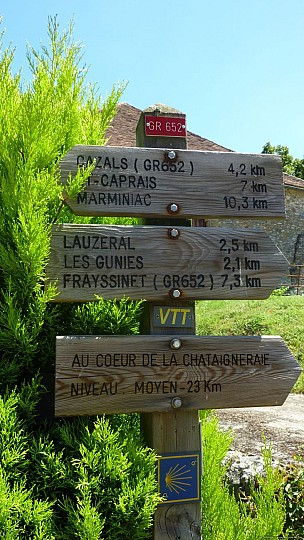 GR 652
CAZALS (GR652) 4,2 km
T-CAPRAIS 7 km
MARMINIAC 10,3 km
LAUZERAL 2,5 km
LES GUNIES 2,1 km
FRAYSSINET (GR652) 7,3 km
VTT
AU COEUR DE LA CHATAIGNERAIE
NIVEAU: MOYEN-23 Km